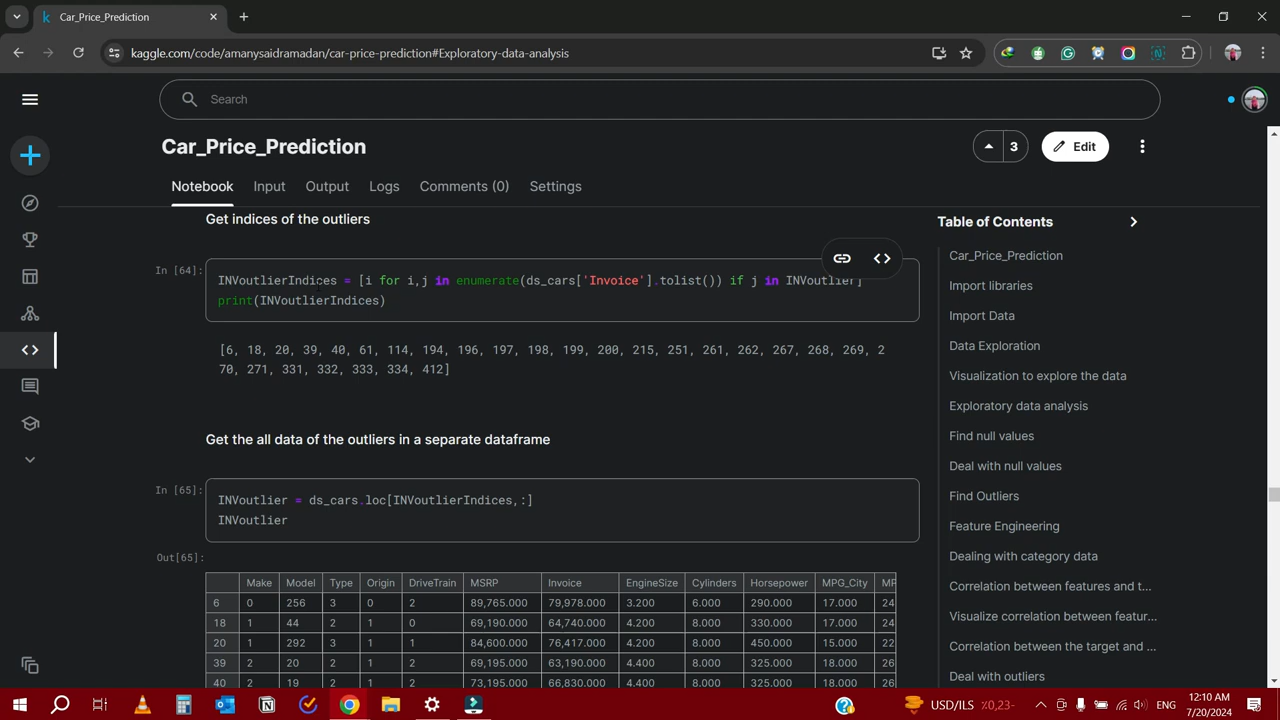 Car_Price_Prediction
kaggle.com/code/amanysaidramadan/car-price-prediction#Exploratory-data-analysis
Search
Car_Price_Prediction
3
Edit
Notebook Input Output Logs Comments (0) Settings
Get indices of the outliers
In [64]:
INVoutlierIndices = [i for i,j in enumerate(ds_cars['Invoice'].tolist()) if j in INVoutlier]
print(INVoutlierIndices)
[6, 18, 20, 39, 40, 61, 114, 194, 196, 197, 198, 199, 200, 215, 251, 261, 262, 267, 268, 269, 2
70, 271, 331, 332, 333, 334, 412]
Get the all data of the outliers in a separate dataframe
In [65]:
INVoutlier = ds_cars.loc[INVoutlierIndices,:]
INVoutlier
Out[65]:
Make Model Type Origin DriveTrain MSRP Invoice EngineSize Cylinders Horsepower MPG_City MP
6 0 256 3 0 2 89,765.000 79,978.000 3.200 6.000 290.000 17.000 24
18 1 44 2 1 0 69,190.000 64,740.000 4.200 8.000 330.000 17.000 24
20 1 292 3 1 1 84,600.000 76,417.000 4.200 8.000 450.000 15.000 22
39 2 20 2 1 2 69,195.000 63,190.000 4.400 8.000 325.000 18.000 26
40 2 19 2 1 2 73,195.000 66,830.000 4.400 8.000 325.000 18.000 26
Table of Contents
Car_Price_Prediction
Import libraries
Import Data
Data Exploration
Visualization to explore the data
Exploratory data analysis
Find null values
Deal with null values
Find Outliers
Feature Engineering
Dealing with category data
Correlation between features and t...
Visualize correlation between featur...
Correlation between the target and ...
Deal with outliers
USD/ILS %0,23-
ENG
12:10 AM
7/20/2024